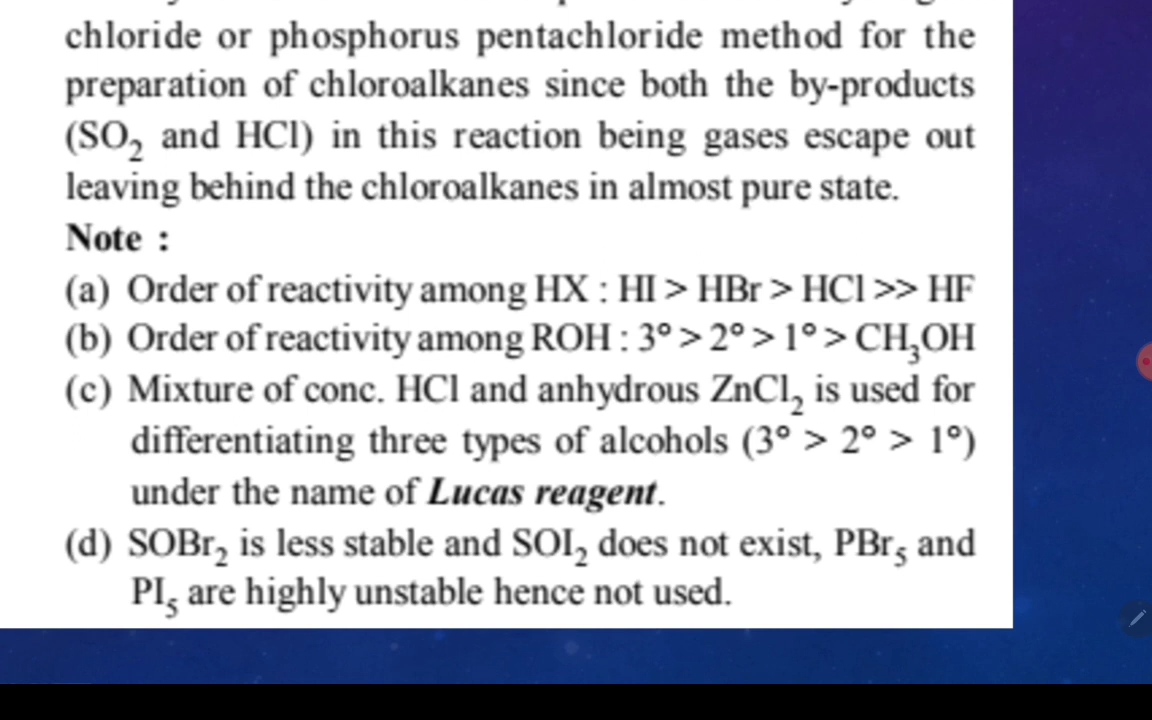 chloride or phosphorus pentachloride method for the
preparation of chloroalkanes since both the by-products
(SO₂ and HCl) in this reaction being gases escape out
leaving behind the chloroalkanes in almost pure state.
Note :
(a) Order of reactivity among HX : HI > HBr > HCl >> HF
(b) Order of reactivity among ROH : 3° > 2° > 1° > CH₃OH
(c) Mixture of conc. HCl and anhydrous ZnCl₂ is used for
differentiating three types of alcohols (3° > 2° > 1°)
under the name of Lucas reagent.
(d) SOBr₂ is less stable and SOI₂ does not exist, PBr₅ and
PI₅ are highly unstable hence not used.